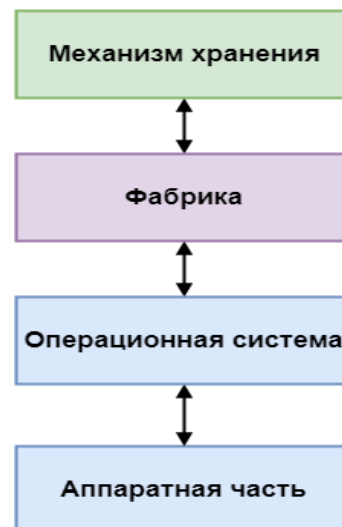 Механизм хранения
Фабрика
Операционная система
Аппаратная часть